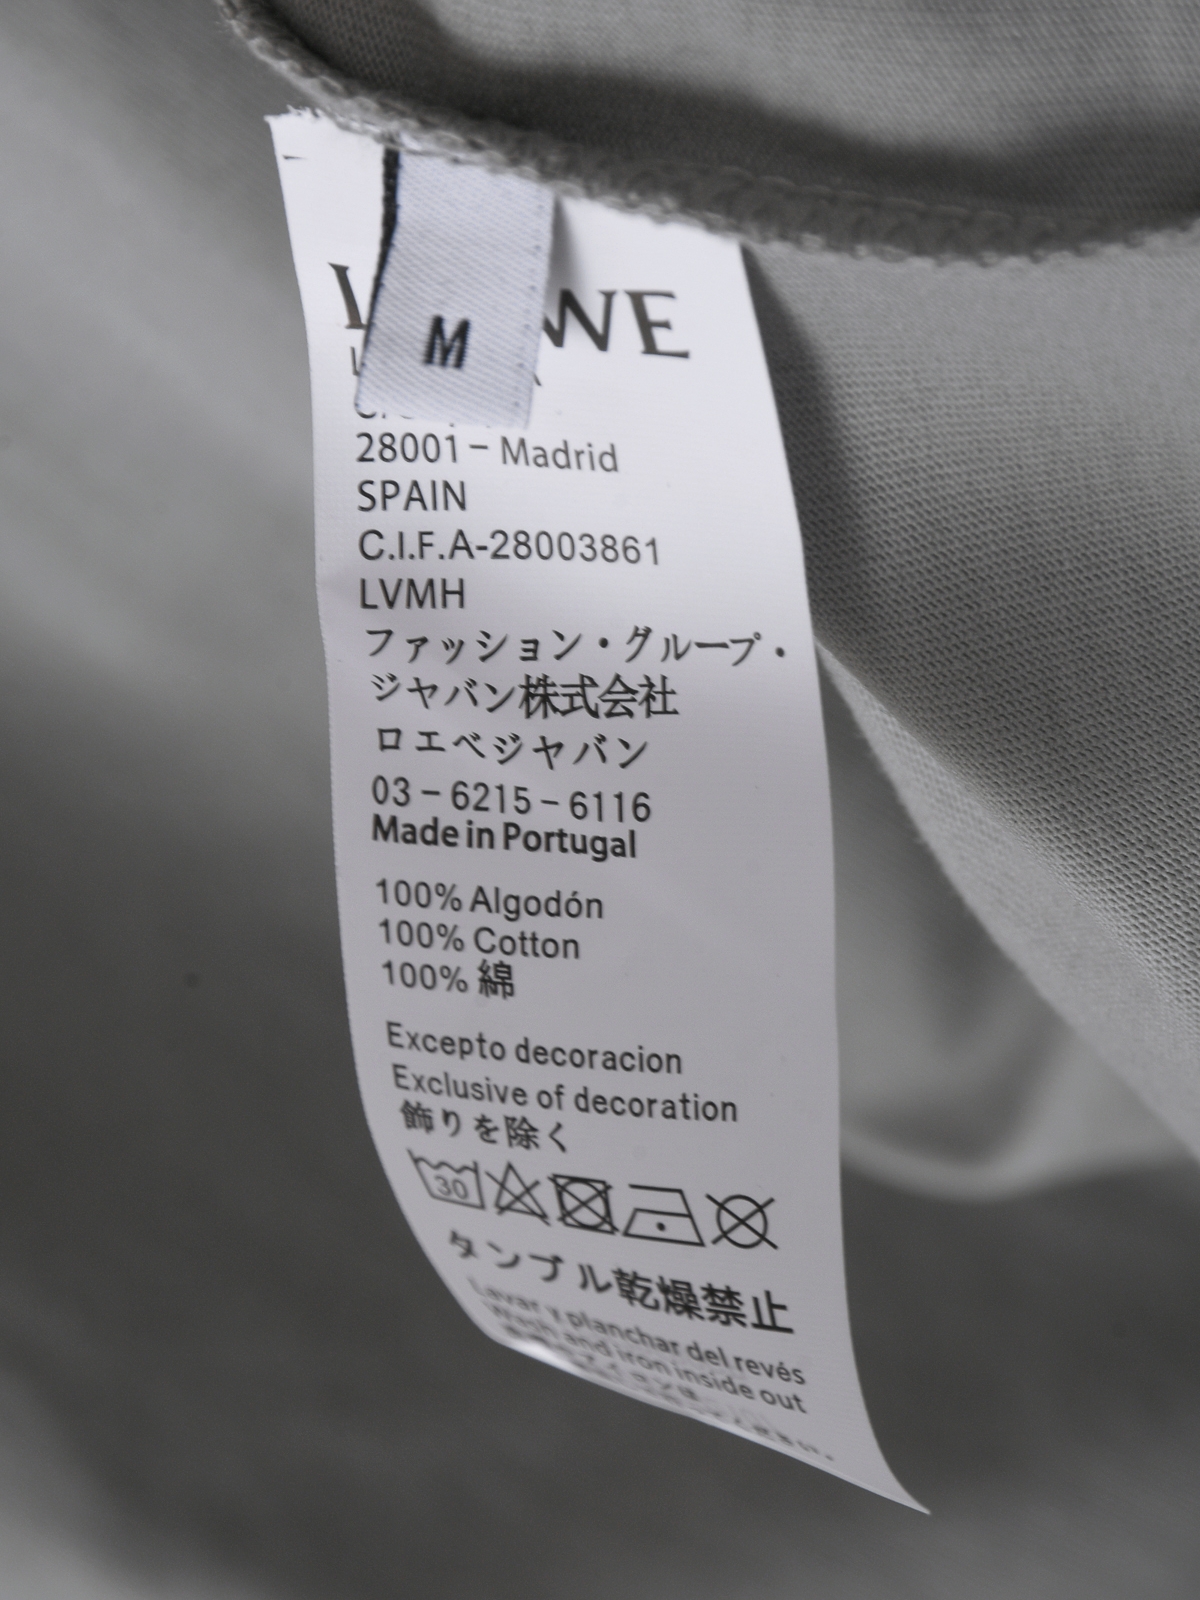 M
WE
28001 – Madrid
SPAIN
C.I.F.A-28003861
LVMH
ファッション・グループ・
ジャバン株式会社
ロエベジャバン
03 – 6215 – 6116
Made in Portugal
100% Algodón
100% Cotton
100% 綿
Excepto decoracion
Exclusive of decoration
飾りを除く
30
タンブル乾燥禁止
Lavar y planchar del revés
Wash and iron inside out